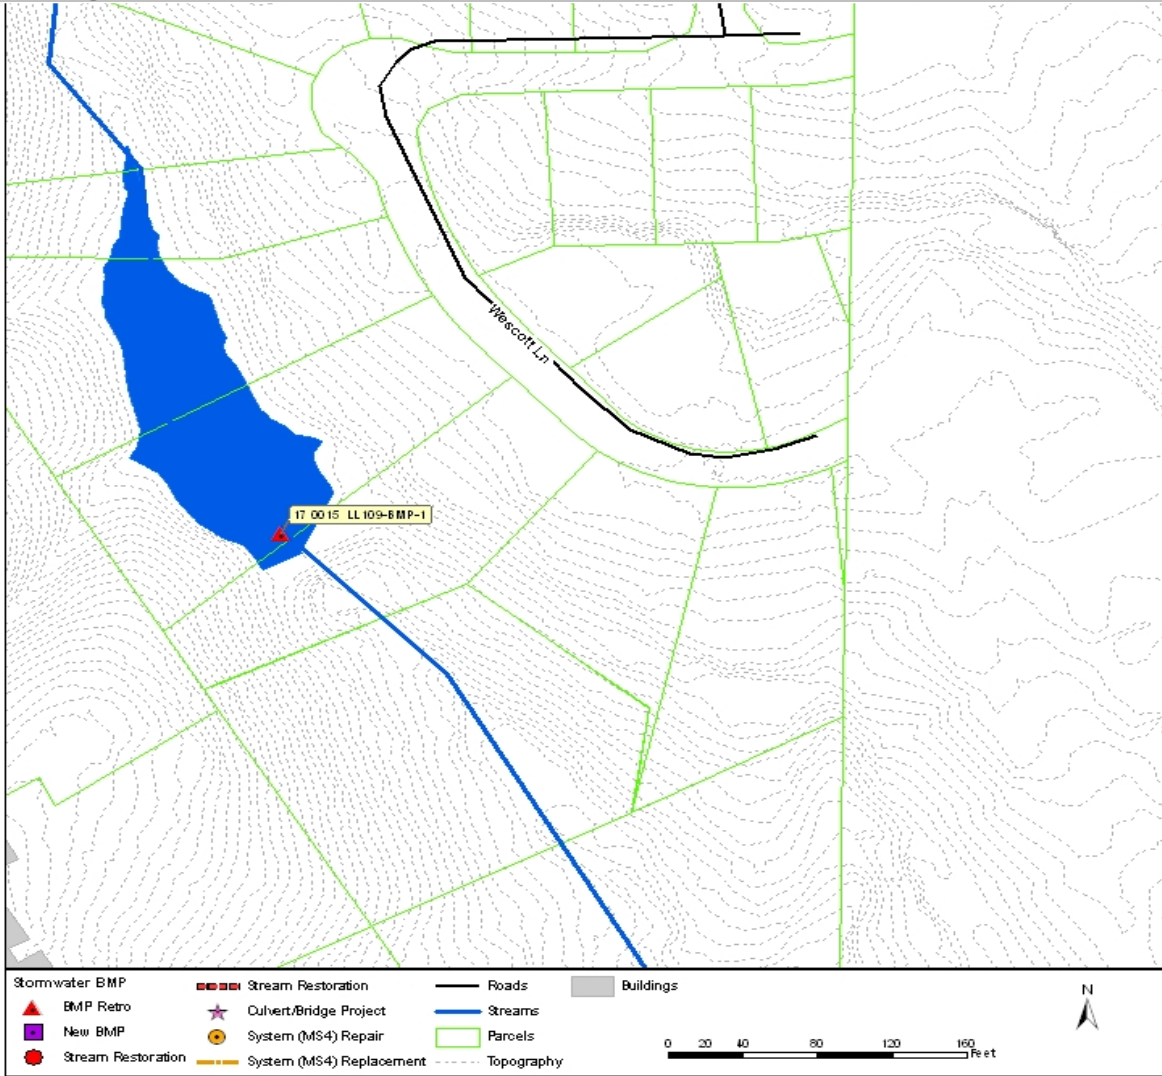 Wescott Ln
17 0015 LL109-BMP-1
Stormwater BMP
BMP Retro
New BMP
Stream Restoration
Stream Restoration
Culvert/Bridge Project
System (MS4) Repair
System (MS4) Replacement
Roads
Streams
Parcels
Topography
Buildings
N
0 20 40 80 120 160
Feet